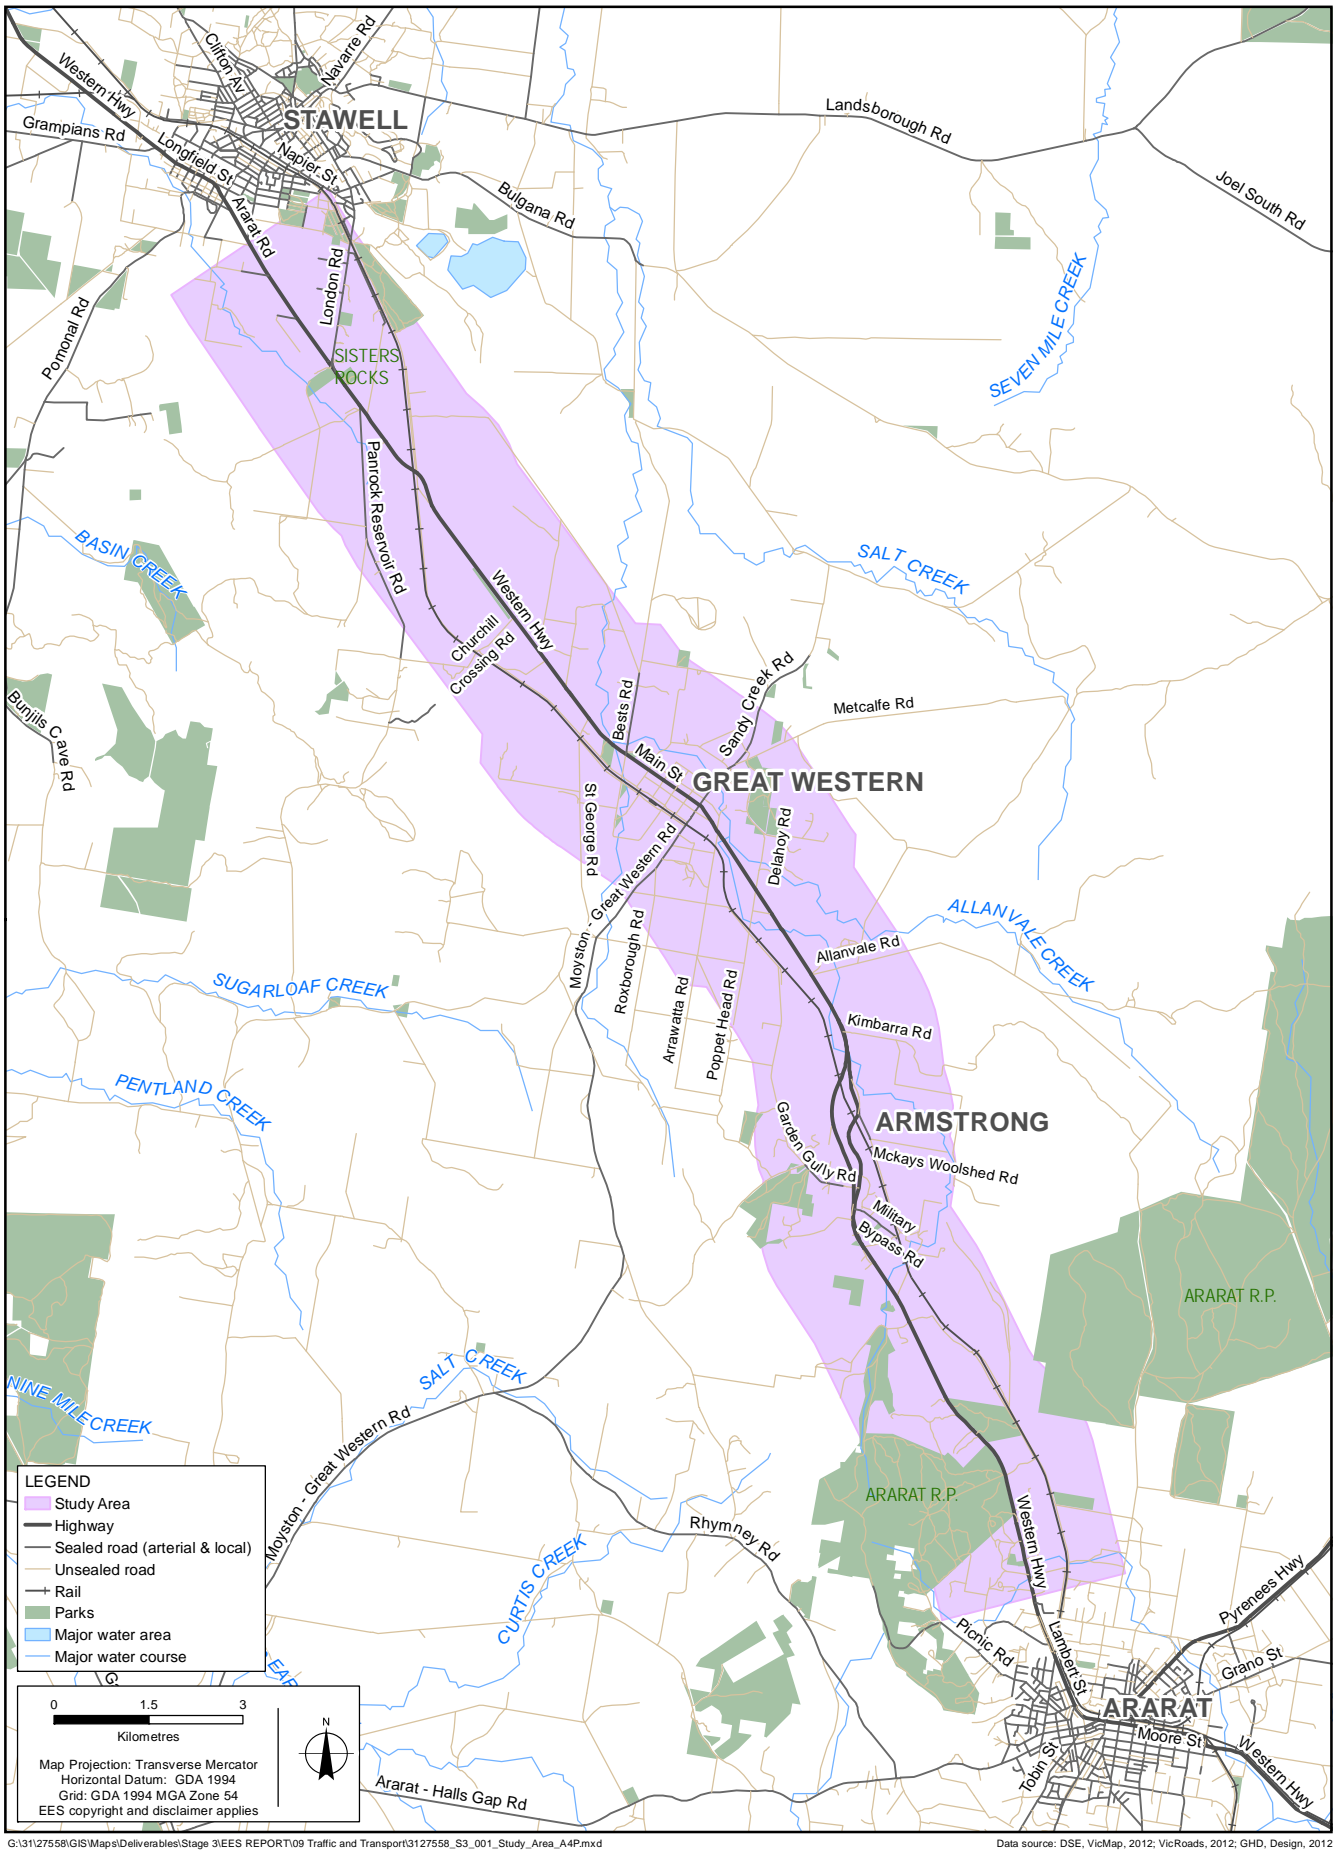 Clifton Av
Navarre Rd
Western Hwy
STAWELL
Landsborough Rd
Grampians Rd
Longfield St
Napier St
Bulgana Rd
Joel South Rd
Ararat Rd
London Rd
SEVEN MILE CREEK
Pomonal Rd
SISTERS
ROCKS
Panrock Reservoir Rd
BASIN CREEK
SALT CREEK
Western Hwy
Churchill
Crossing Rd
Bests Rd
Sandy Creek Rd
Metcalfe Rd
Bunjils Cave Rd
Main St
GREAT WESTERN
St George Rd
Delahoy Rd
Moyston - Great Western Rd
ALLANVALE CREEK
Roxborough Rd
Allanvale Rd
SUGARLOAF CREEK
Arrawatta Rd
Poppet Head Rd
Kimbarra Rd
PENTLAND CREEK
Garden Gully Rd
ARMSTRONG
Mckays Woolshed Rd
Military
Bypass Rd
ARARAT R.P.
SALT CREEK
NINE MILE CREEK
Moyston - Great Western Rd
ARARAT R.P.
Western Hwy
Rhymney Rd
CURTIS CREEK
Pyrenees Hwy
Picnic Rd
Lambert St
Grano St
ARARAT
Moore St
Tobin St
Western Hwy
Ararat - Halls Gap Rd
LEGEND
Study Area
Highway
Sealed road (arterial & local)
Unsealed road
Rail
Parks
Major water area
Major water course
0 1.5 3
Kilometres
N
Map Projection: Transverse Mercator
Horizontal Datum: GDA 1994
Grid: GDA 1994 MGA Zone 54
EES copyright and disclaimer applies
G:\31\27558\GIS\Maps\Deliverables\Stage 3\EES REPORT\09 Traffic and Transport\3127558_S3_001_Study_Area_A4P.mxd
Data source: DSE, VicMap, 2012; VicRoads, 2012; GHD, Design, 2012